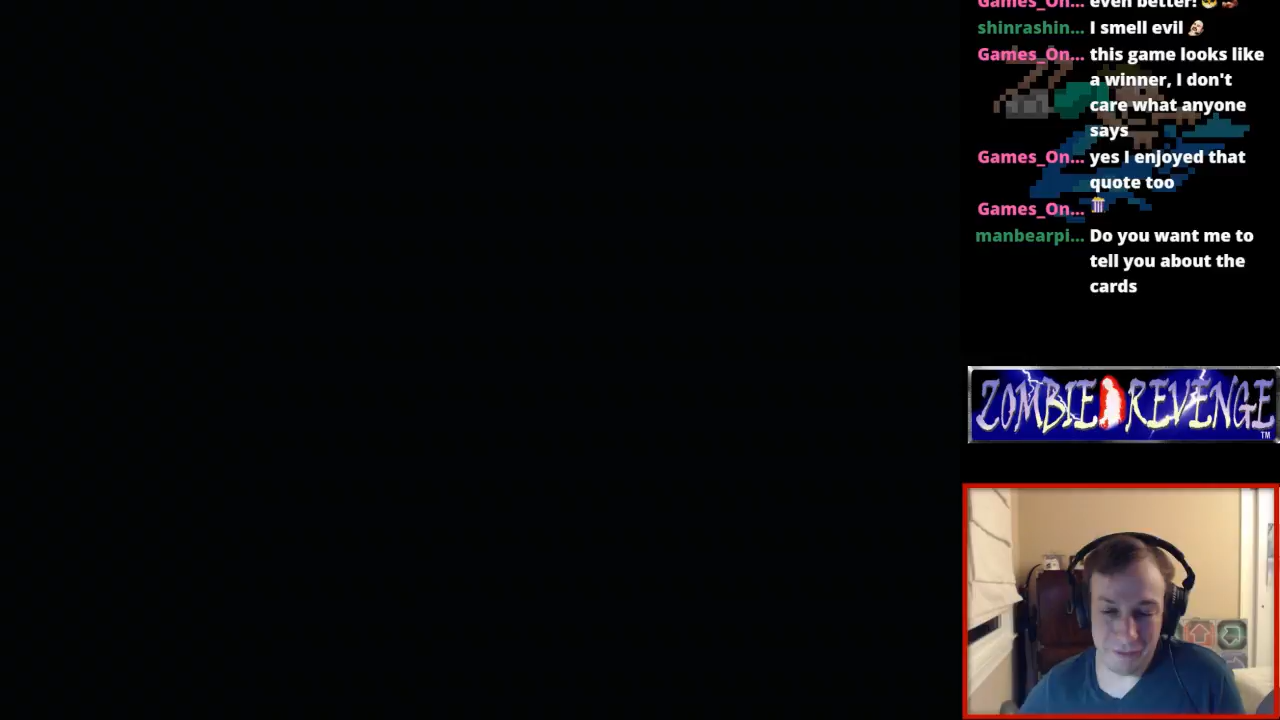 Games_On... even better!
shinrashin... I smell evil
Games_On... this game looks like
a winner, I don't
care what anyone
says
Games_On... yes I enjoyed that
quote too
Games_On...
manbearpi... Do you want me to
tell you about the
cards
ZOMBIE REVENGE
TM